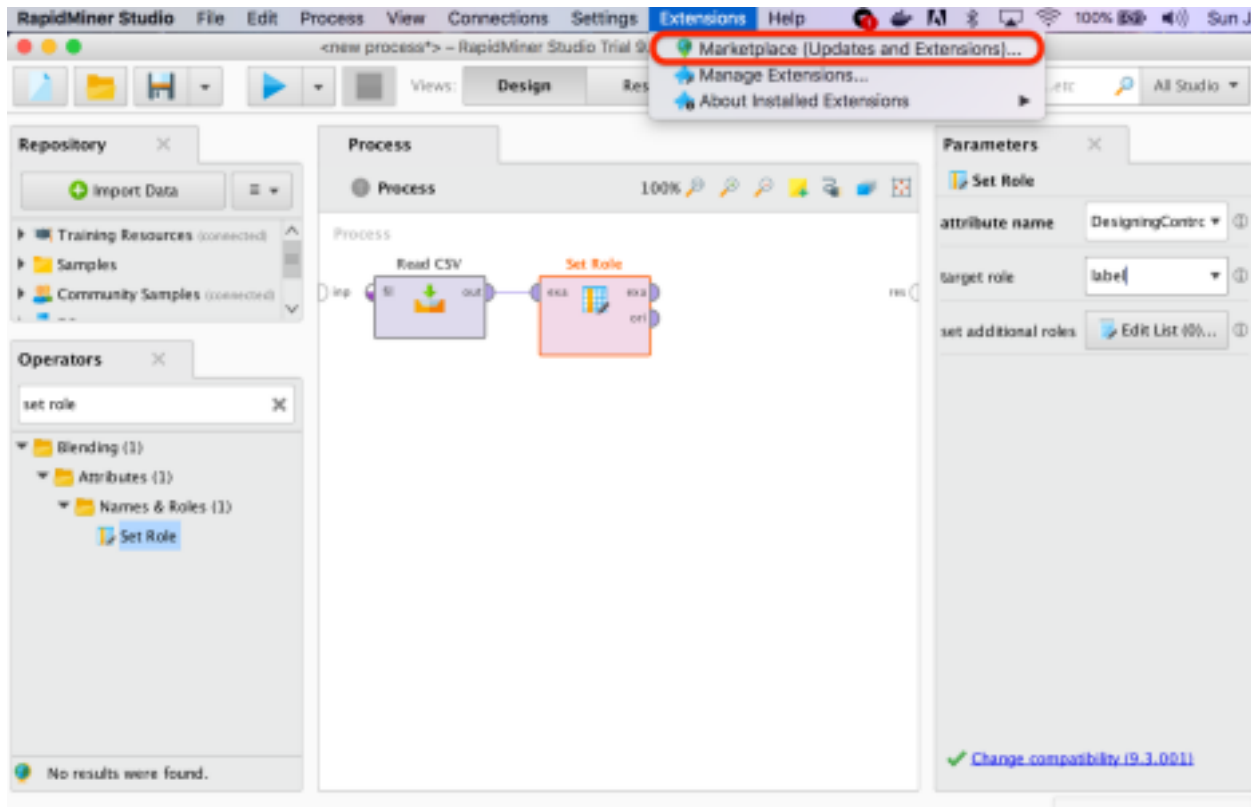 RapidMiner Studio File Edit Process View Connections Settings Extensions Help 100% Sun J
<new process*> – RapidMiner Studio Trial 9.
Marketplace (Updates and Extensions)...
Manage Extensions...
About Installed Extensions
Views: Design Res
.etc All Studio
Repository
Import Data
Training Resources (connected)
Samples
Community Samples (connected)
Process
Process
100%
Process
Read CSV
Set Role
inp
fil
out
exa
exa
ori
res
Operators
set role
Blending (1)
Attributes (1)
Names & Roles (1)
Set Role
No results were found.
Parameters
Set Role
attribute name DesigningContrc
target role label
set additional roles Edit List (0)...
Change compatibility (9.3.001)